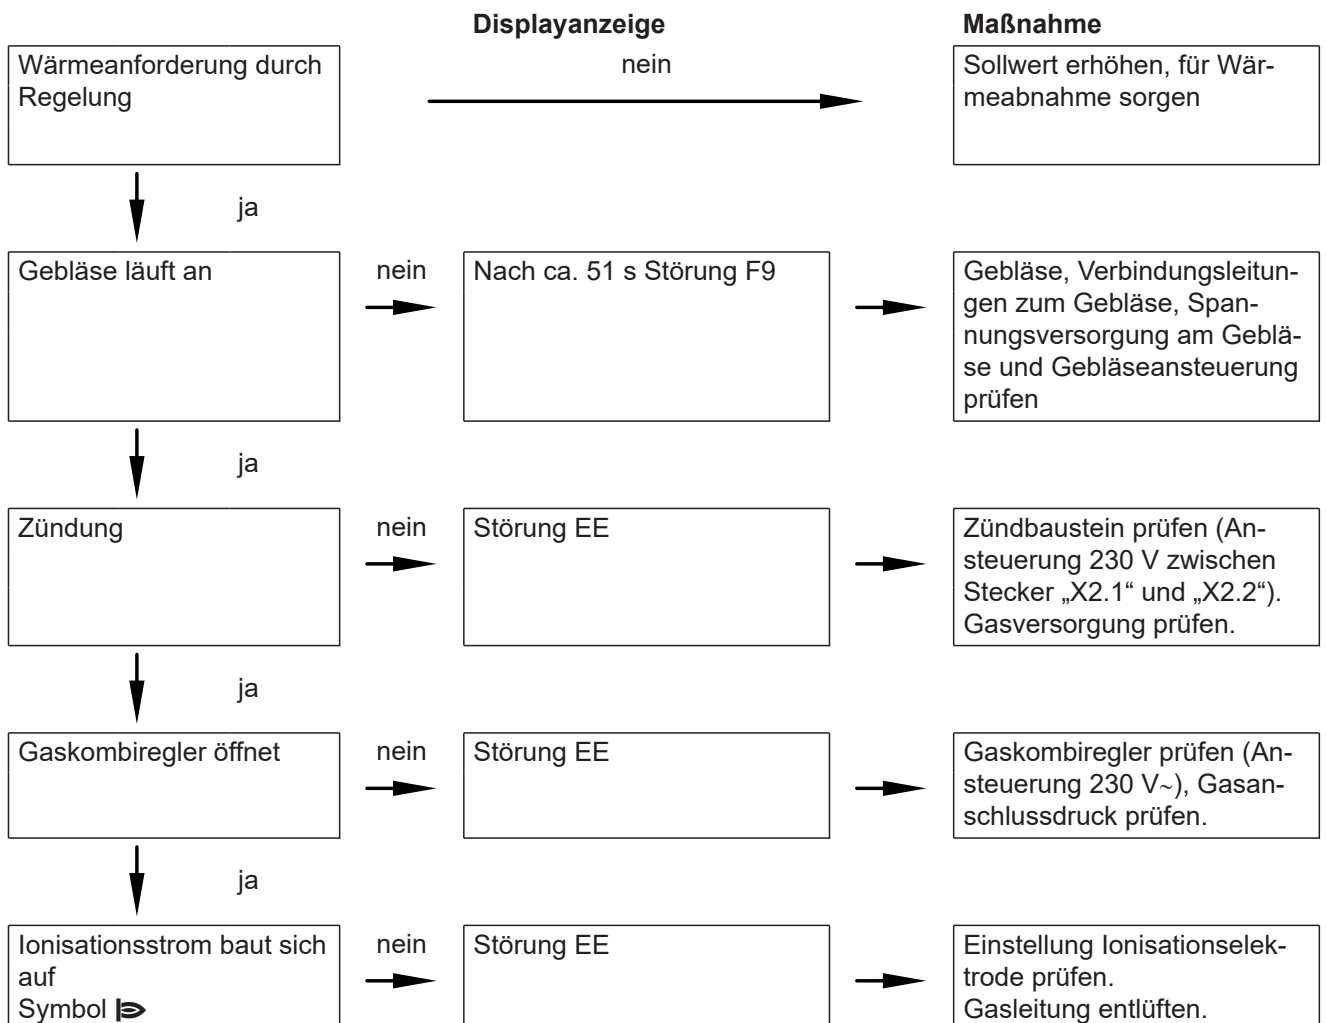 Displayanzeige
Maßnahme
Wärmeanforderung durch
Regelung
nein
Sollwert erhöhen, für Wär-
meabnahme sorgen
ja
Gebläse läuft an
nein
Nach ca. 51 s Störung F9
Gebläse, Verbindungsleitun-
gen zum Gebläse, Span-
nungsversorgung am Geblä-
se und Gebläseansteuerung
prüfen
ja
Zündung
nein
Störung EE
Zündbaustein prüfen (An-
steuerung 230 V zwischen
Stecker „X2.1“ und „X2.2“).
Gasversorgung prüfen.
ja
Gaskombiregler öffnet
nein
Störung EE
Gaskombiregler prüfen (An-
steuerung 230 V~), Gasan-
schlussdruck prüfen.
ja
Ionisationsstrom baut sich
auf
Symbol
nein
Störung EE
Einstellung Ionisationselek-
trode prüfen.
Gasleitung entlüften.